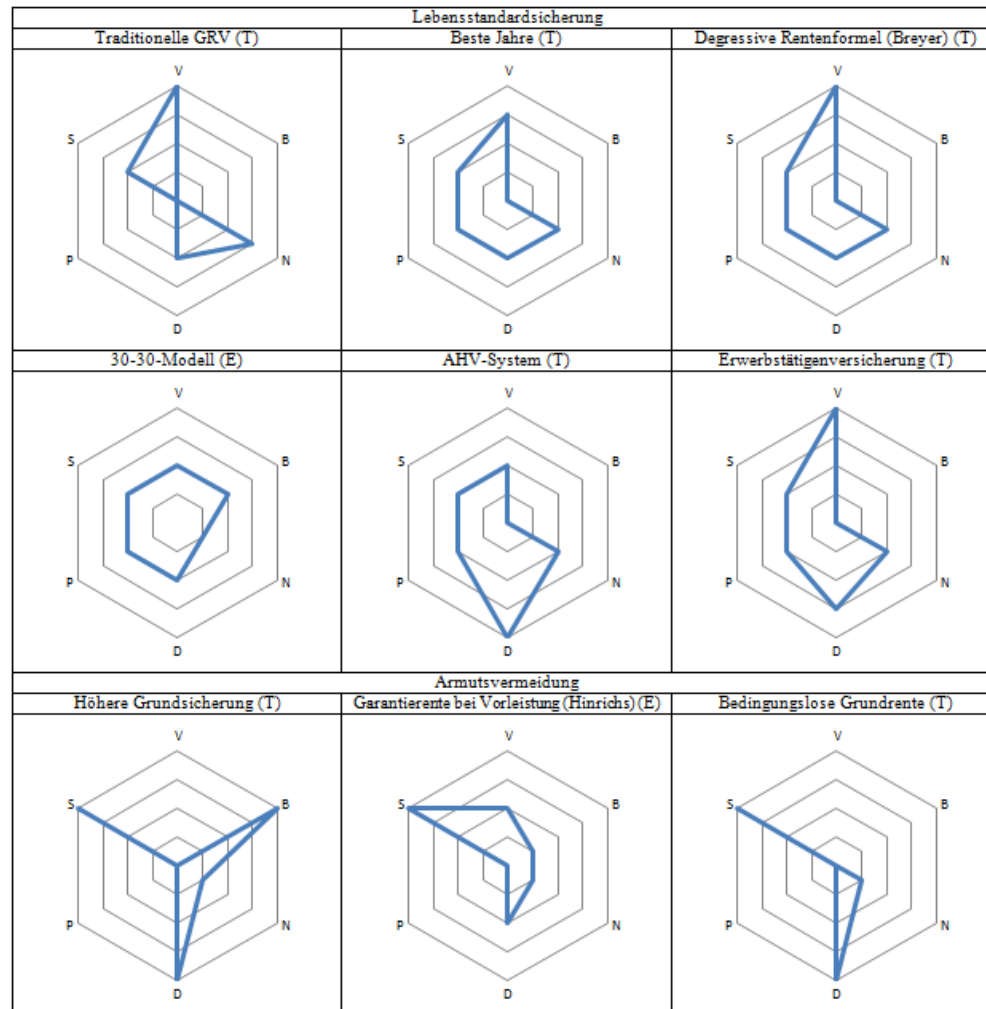 Lebensstandardsicherung
Traditionelle GRV (T) Beste Jahre (T) Degressive Rentenformel (Breyer) (T)
V V V
S B S B S B
P N P N P N
D D D
30-30-Modell (E) AHV-System (T) Erwerbstätigenversicherung (T)
V V V
S B S B S B
P N P N P N
D D D
Armutsvermeidung
Höhere Grundsicherung (T) Garantierente bei Vorleistung (Hinrichs) (E) Bedingungslose Grundrente (T)
V V V
S B S B S B
P N P N P N
D D D